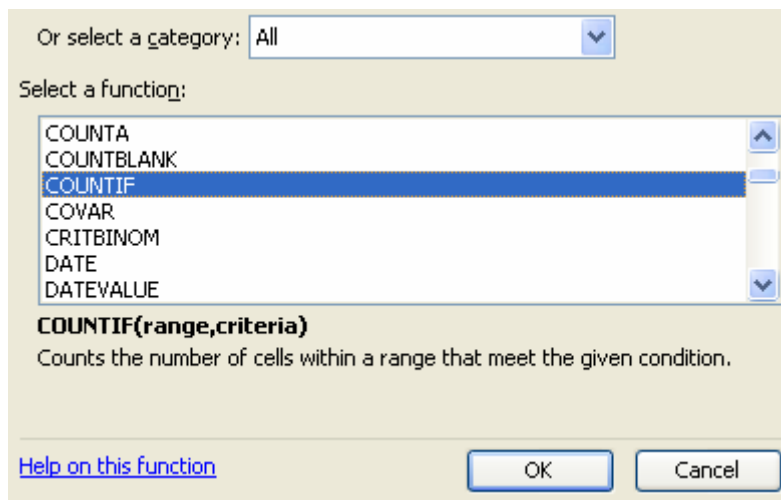 Or select a category: All
Select a function:
COUNTA
COUNTBLANK
COUNTIF
COVAR
CRITBINOM
DATE
DATEVALUE
COUNTIF(range,criteria)
Counts the number of cells within a range that meet the given condition.
Help on this function OK Cancel